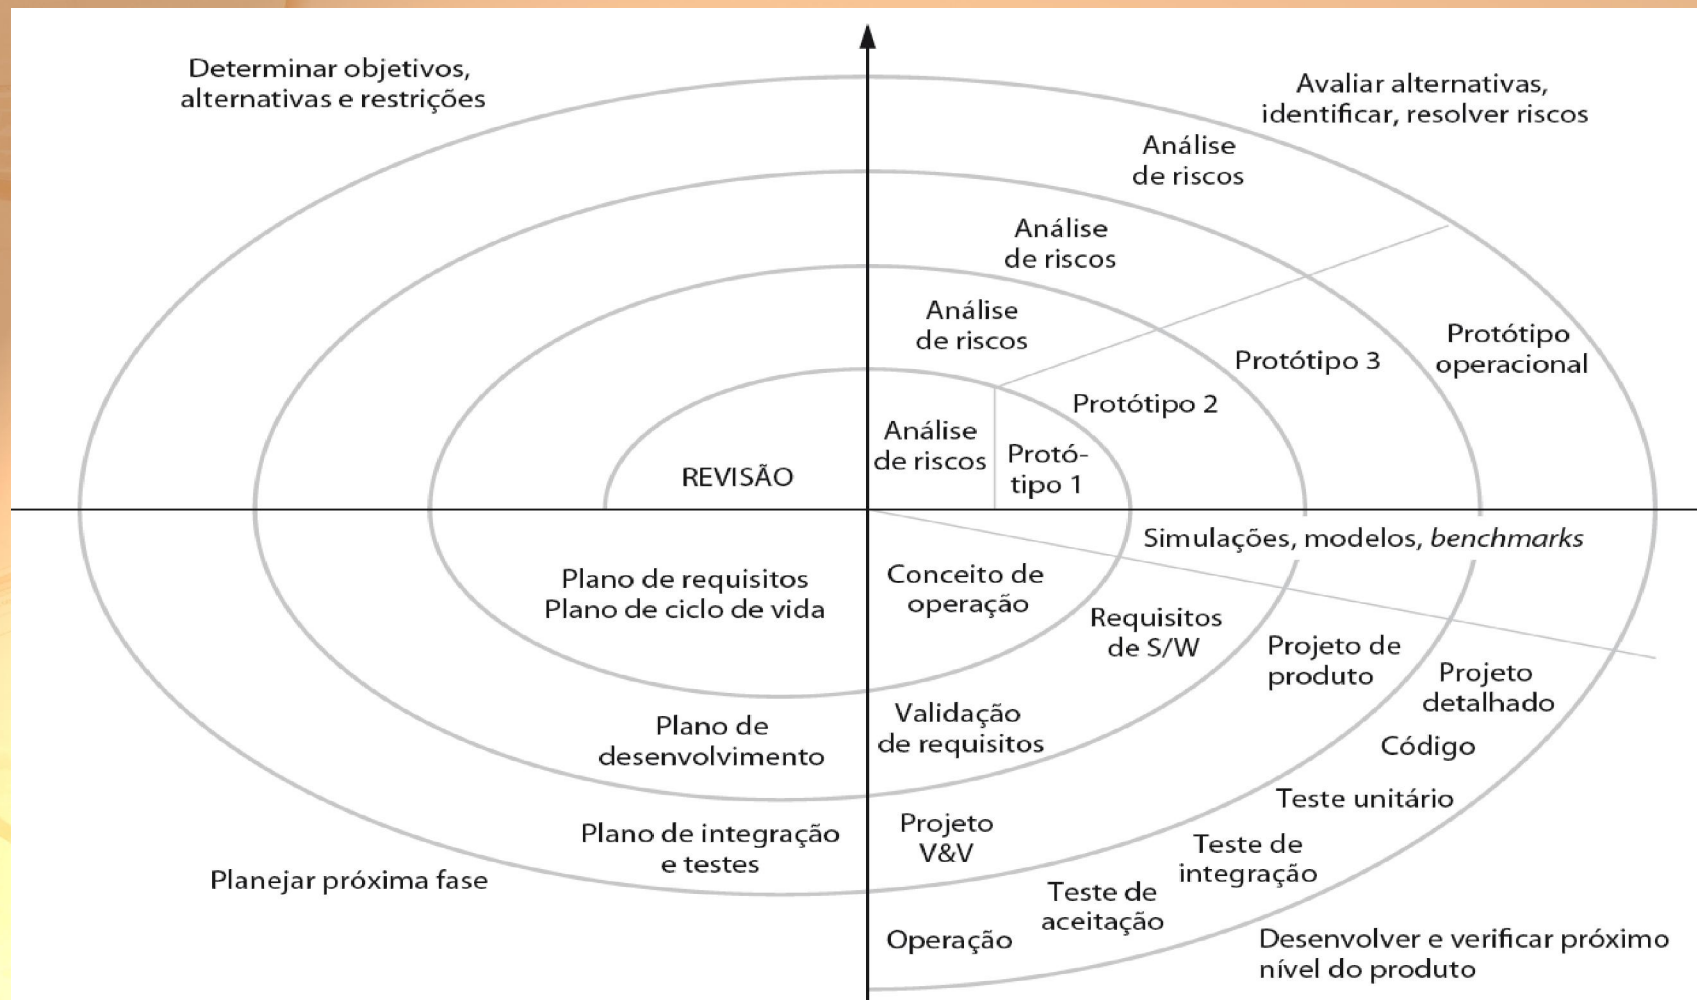 Determinar objetivos,
alternativas e restrições
Avaliar alternativas,
identificar, resolver riscos
Análise
de riscos
Análise
de riscos
Análise
de riscos
Análise
de riscos
Protótipo
operacional
Protótipo 3
Protótipo 2
Protó-
tipo 1
REVISÃO
Simulações, modelos, benchmarks
Plano de requisitos
Plano de ciclo de vida
Conceito de
operação
Requisitos
de S/W
Projeto de
produto
Projeto
detalhado
Código
Plano de
desenvolvimento
Validação
de requisitos
Teste unitário
Plano de integração
e testes
Projeto
V&V
Teste de
integração
Planejar próxima fase
Teste de
aceitação
Operação
Desenvolver e verificar próximo
nível do produto